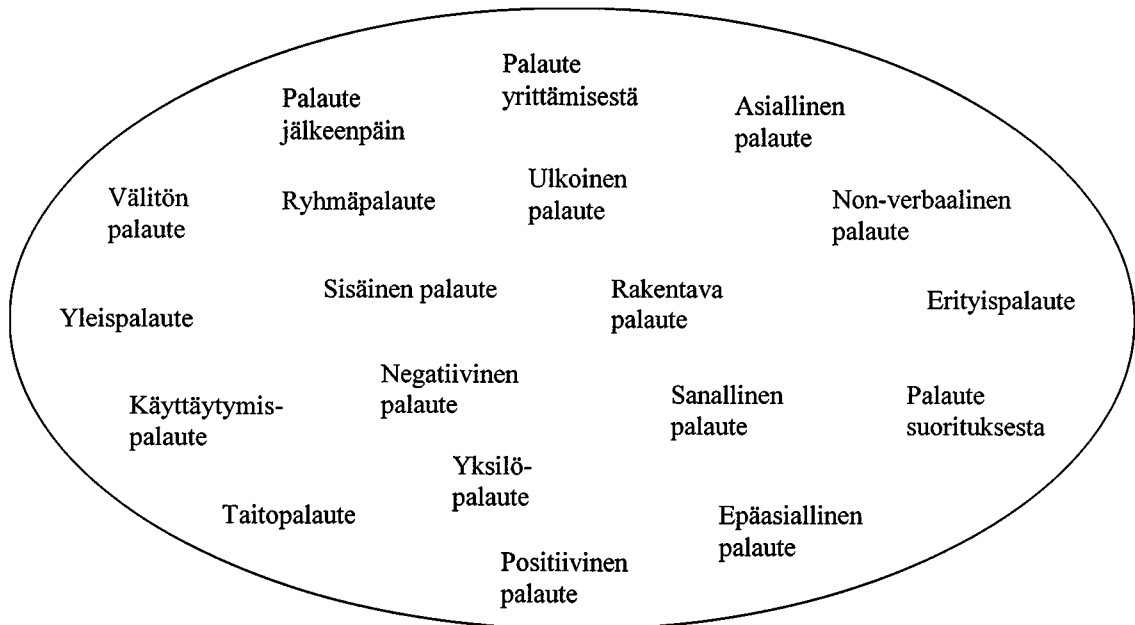 Palaute
yrittämisestä
Palaute
jälkeenpäin
Asiallinen
palaute
Välitön
palaute
Ryhmäpalaute
Ulkoinen
palaute
Non-verbaalinen
palaute
Sisäinen palaute
Rakentava
palaute
Erityispalaute
Yleispalaute
Negatiivinen
palaute
Käyttäytymis-
palaute
Sanallinen
palaute
Palaute
suorituksesta
Yksilö-
palaute
Taitopalaute
Epäasiallinen
palaute
Positiivinen
palaute